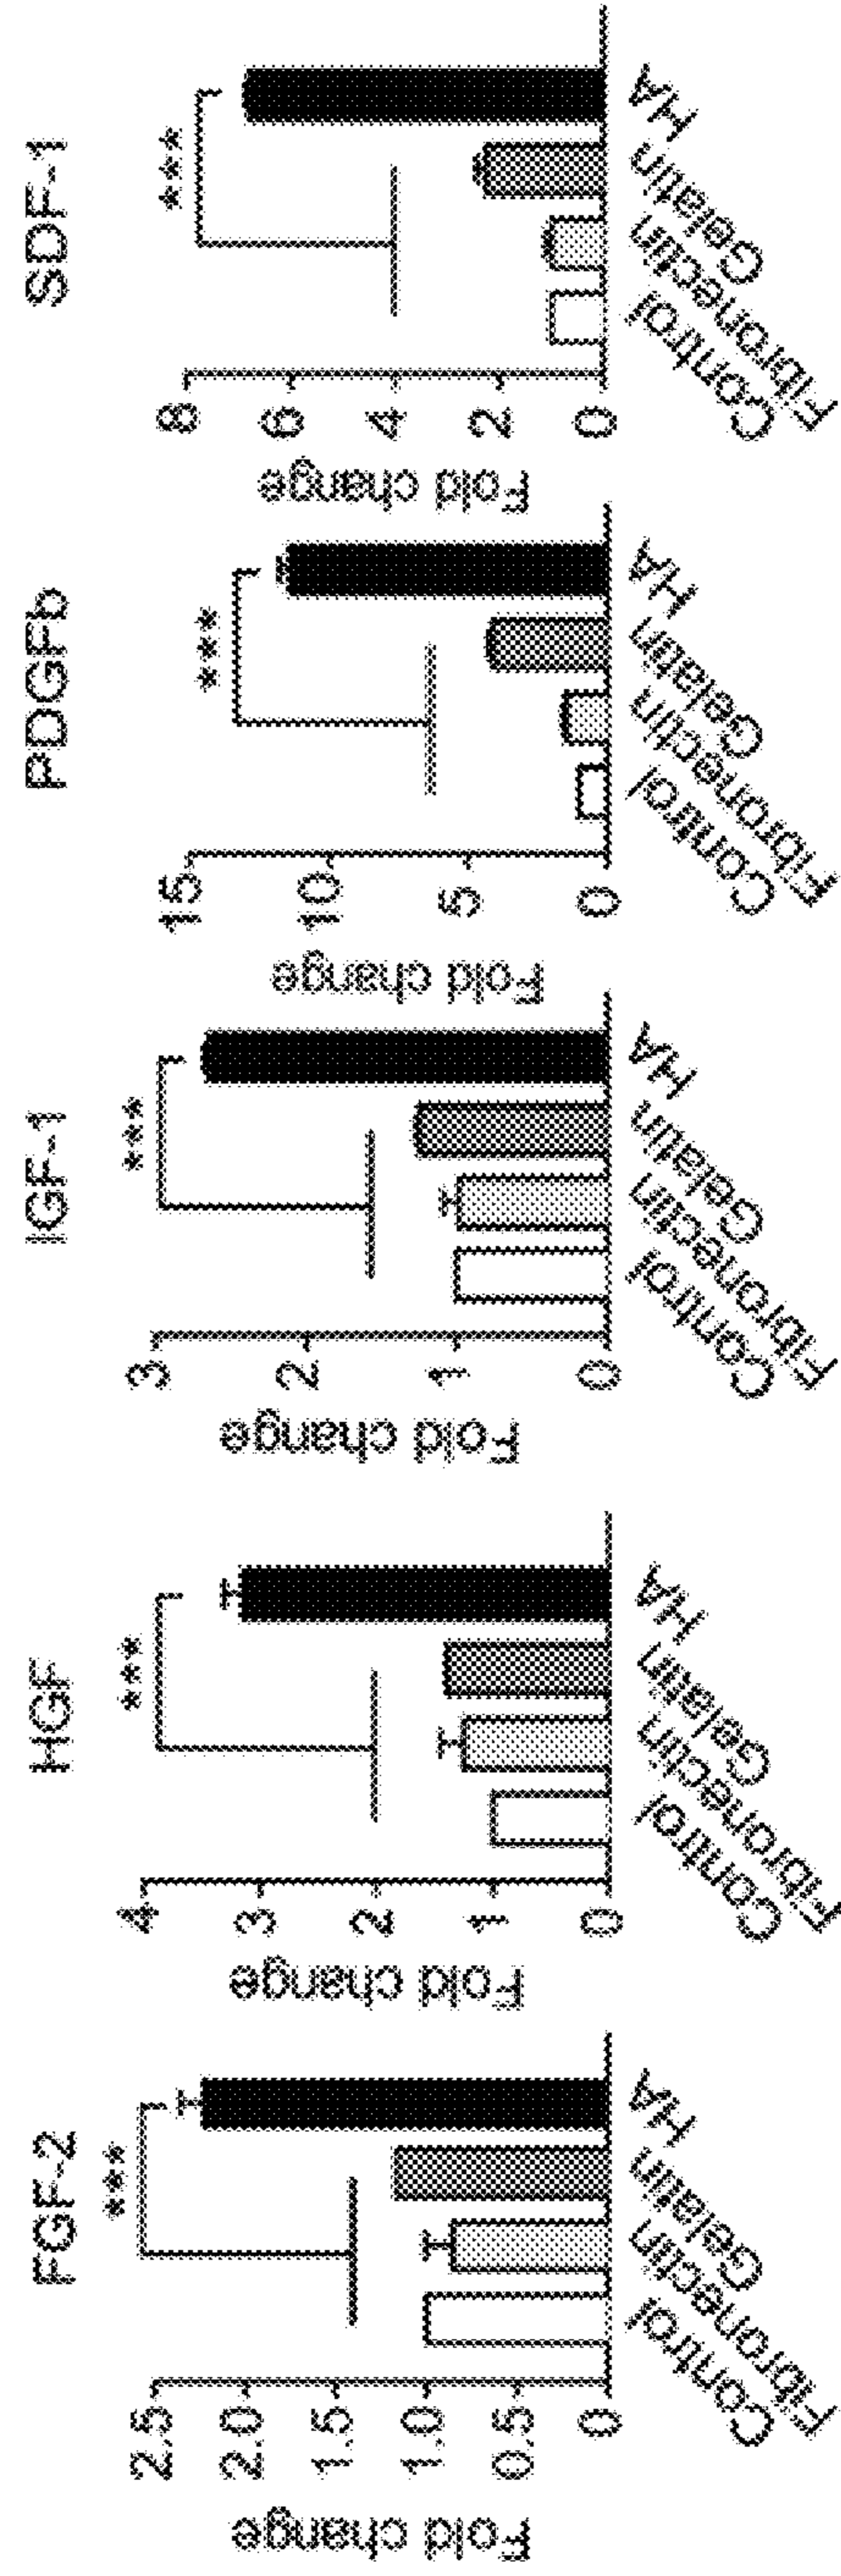 FGF-2
***
Fold change
2.5
2.0
1.5
1.0
0.5
0
Control
Fibronectin
Gelatin
HA
HGF
***
Fold change
4
3
2
1
0
Control
Fibronectin
Gelatin
HA
IGF-1
***
Fold change
3
2
1
0
Control
Fibronectin
Gelatin
HA
PDGFb
***
Fold change
15
10
5
0
Control
Fibronectin
Gelatin
HA
SDF-1
***
Fold change
8
6
4
2
0
Control
Fibronectin
Gelatin
HA